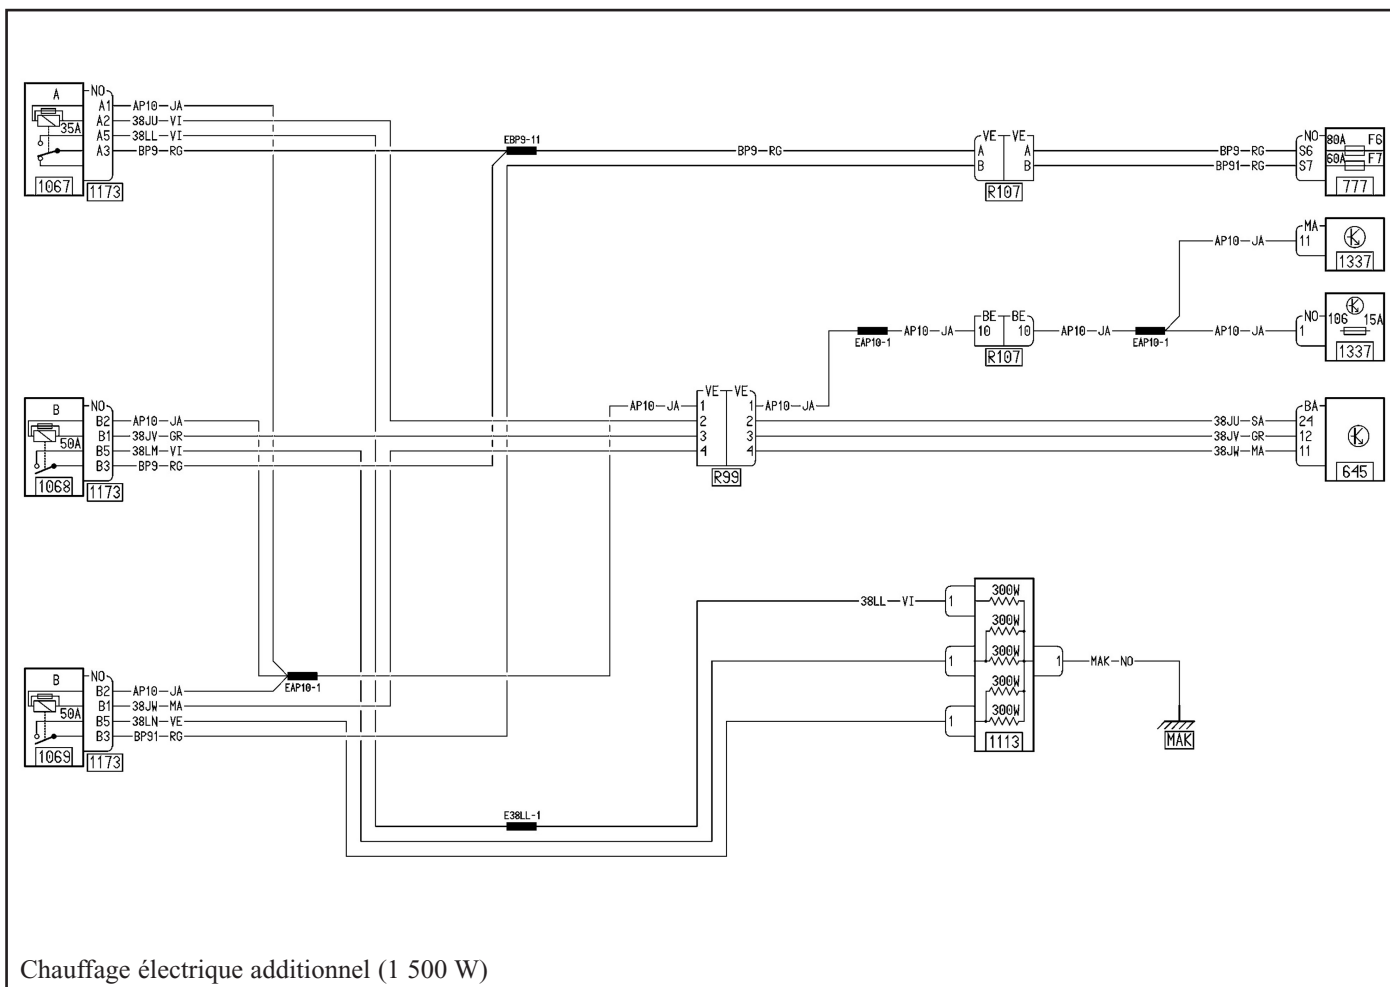 A NO
A1 AP10-JA
35A A2 38JU-VI
A5 38LL-VI
A3 BP9-RG
1067 1173
EBP9-11
BP9-RG
VE VE
A A
B B
R107
BP9-RG
BP91-RG
NO 80A F6
S6
60A F7
S7
777
AP10-JA
MA
11
1337
EAP10-1
AP10-JA
BE BE
10 10
R107
AP10-JA
EAP10-1
AP10-JA
NO 106 15A
1
1337
B NO
B2 AP10-JA
50A B1 38JV-GR
B5 38LM-VI
B3 BP9-RG
1068 1173
AP10-JA
VE VE
1 1 AP10-JA
2 2
3 3
4 4
R99
38JU-SA
38JV-GR
38JW-MA
BA
24
12
11
645
B NO
B2 AP10-JA
50A B1 38JW-MA
B5 38LN-VE
B3 BP91-RG
1069 1173
EAP10-1
E38LL-1
38LL-VI
1 300W
300W
1 300W 1
300W
1 300W
1113
MAK-NO
MAK
Chauffage électrique additionnel (1 500 W)